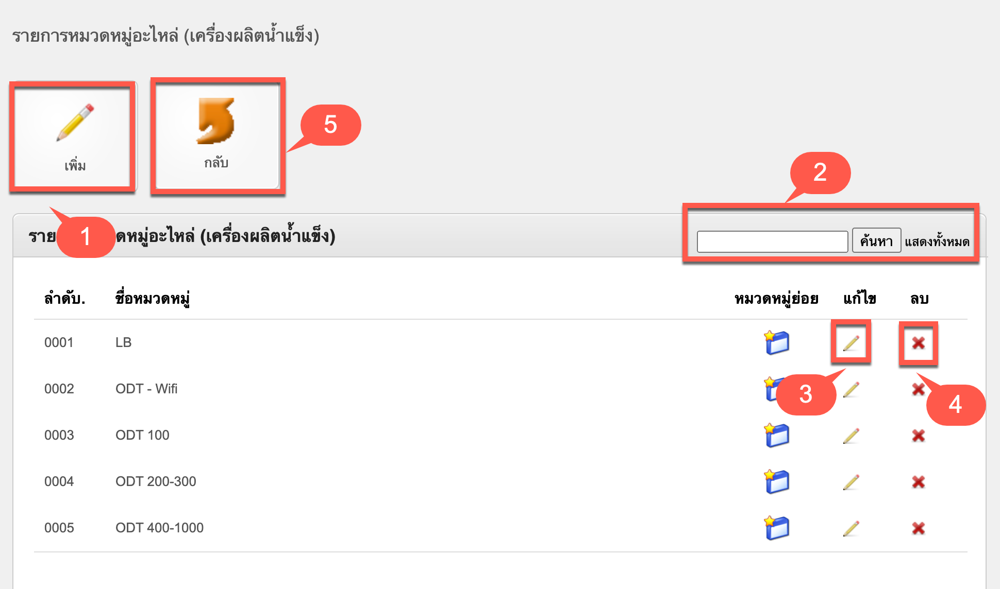 รายการหมวดหมู่อะไหล่ (เครื่องผลิตน้ำแข็ง)
เพิ่ม
กลับ
5
2
1
ราย ดหมู่อะไหล่ (เครื่องผลิตน้ำแข็ง)
ค้นหา แสดงทั้งหมด
ลำดับ. ชื่อหมวดหมู่ หมวดหมู่ย่อย แก้ไข ลบ
0001 LB
0002 ODT - Wifi
3
4
0003 ODT 100
0004 ODT 200-300
0005 ODT 400-1000